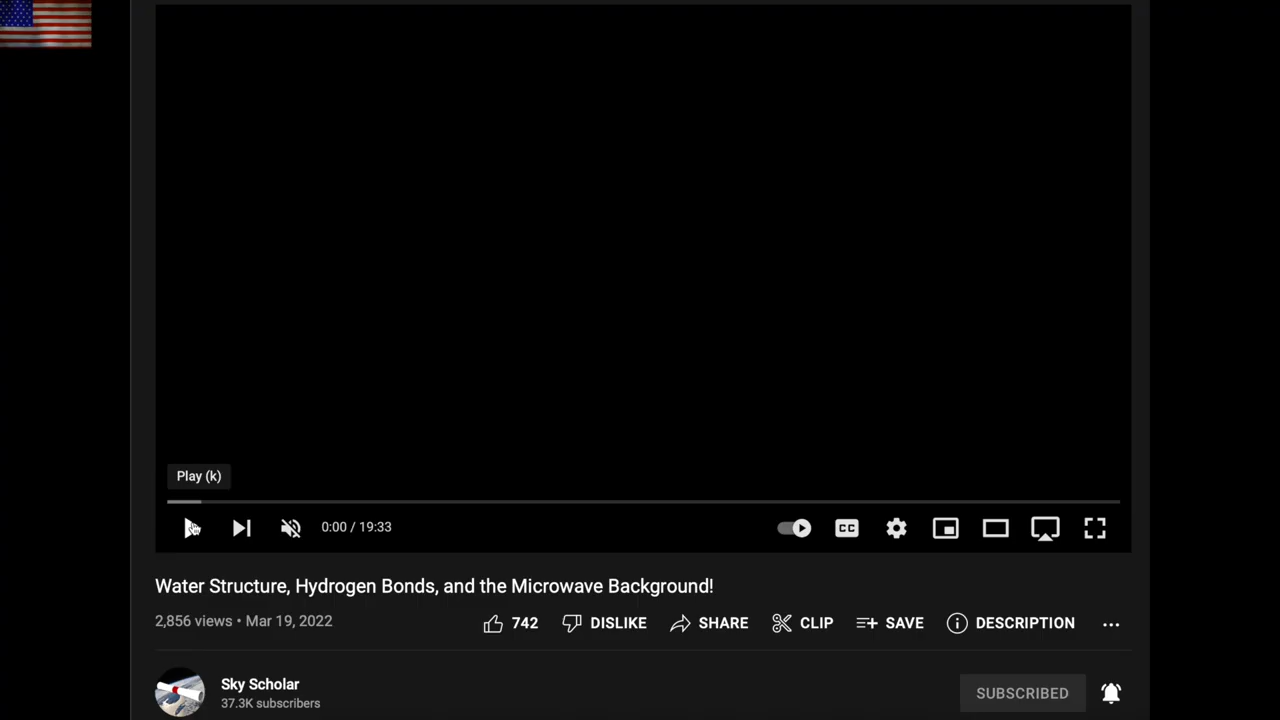 Play (k)
0:00 / 19:33
CC
Water Structure, Hydrogen Bonds, and the Microwave Background!
2,856 views • Mar 19, 2022
742 DISLIKE SHARE CLIP SAVE DESCRIPTION ...
Sky Scholar
37.3K subscribers
SUBSCRIBED